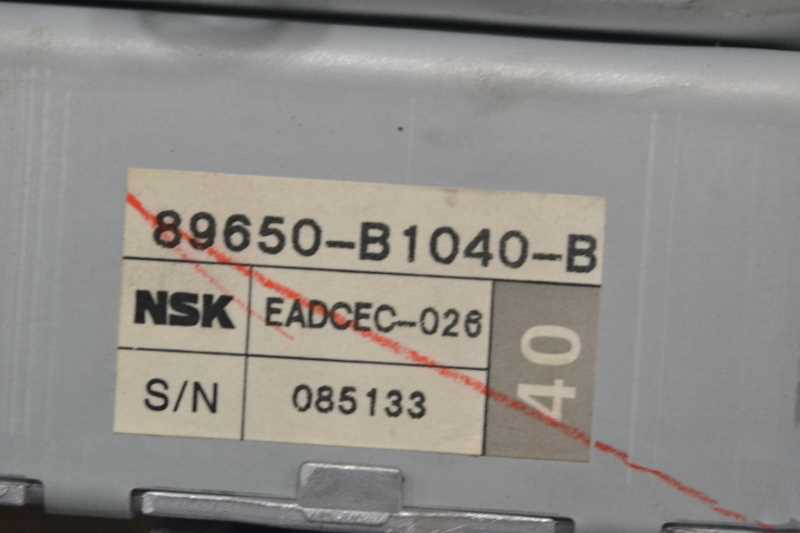 89650-B1040-B
NSK EADCEC-026
40
S/N 085133